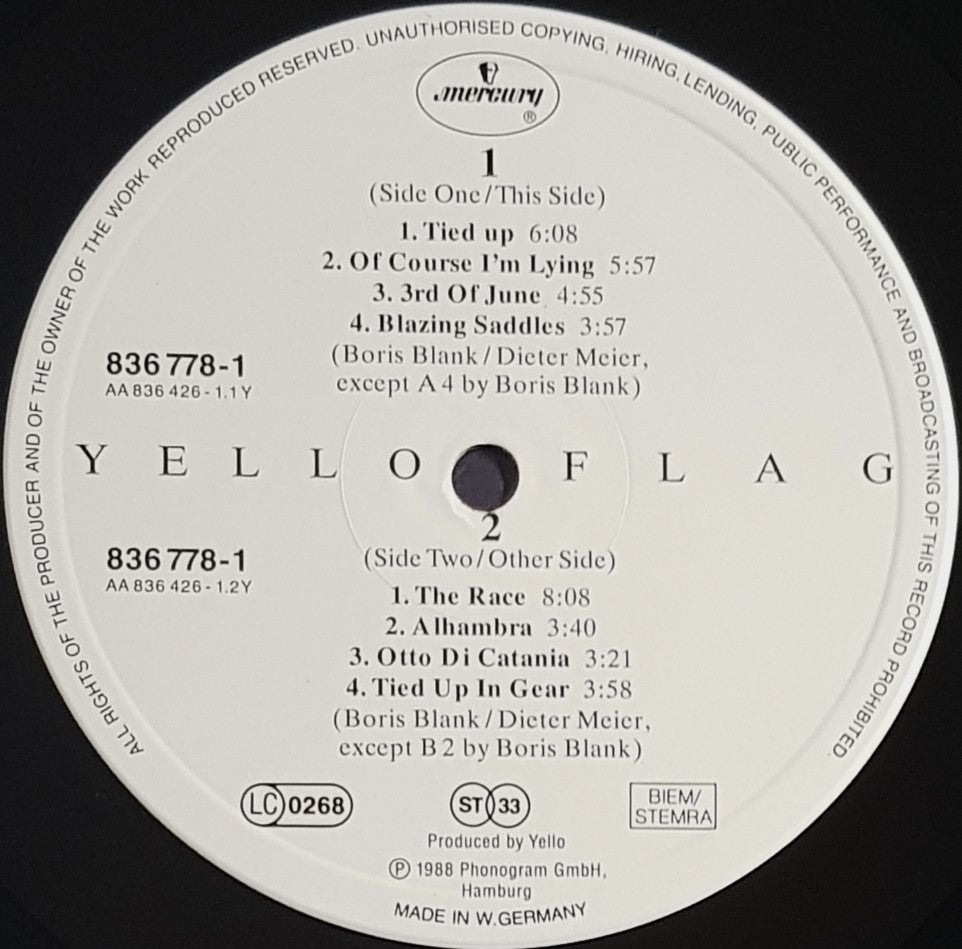 ALL RIGHTS OF THE PRODUCER AND OF THE OWNER OF THE WORK REPRODUCED RESERVED. UNAUTHORISED COPYING, HIRING, LENDING, PUBLIC PERFORMANCE AND BROADCASTING OF THIS RECORD PROHIBITED.
mercury
®
1
(Side One/This Side)
1. Tied up 6:08
2. Of Course I'm Lying 5:57
3. 3rd Of June 4:55
4. Blazing Saddles 3:57
(Boris Blank/Dieter Meier,
except A4 by Boris Blank)
836 778-1
AA 836 426 - 1.1 Y
YELLO FLAG
2
(Side Two/Other Side)
836 778-1
AA 836 426 - 1.2 Y
1. The Race 8:08
2. Alhambra 3:40
3. Otto Di Catania 3:21
4. Tied Up In Gear 3:58
(Boris Blank/Dieter Meier,
except B2 by Boris Blank)
LC 0268
ST 33
BIEM/
STEMRA
Produced by Yello
℗ 1988 Phonogram GmbH,
Hamburg
MADE IN W.GERMANY